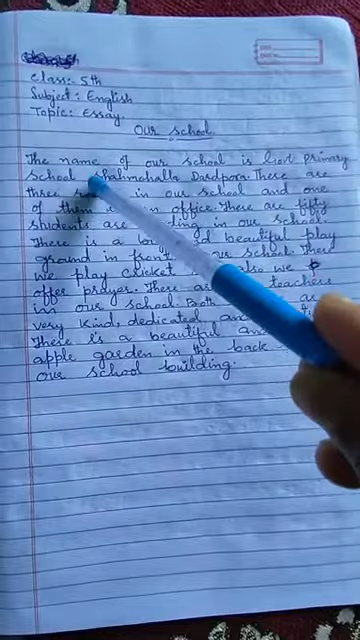 Class:- 5th
Subject: English
Topic: Essay.
Our school
The name of our school is Govt primary
school Shalimohalla Dardpora. There are
three in our school and one
of them office. There are fifty
students are in our school.
There is a beautiful play
ground in front school. There
we play cricket also we
offer prayer. There teachers
in our school. Both
very kind, dedicated
There is a beautiful
apple garden in the back
our school building.